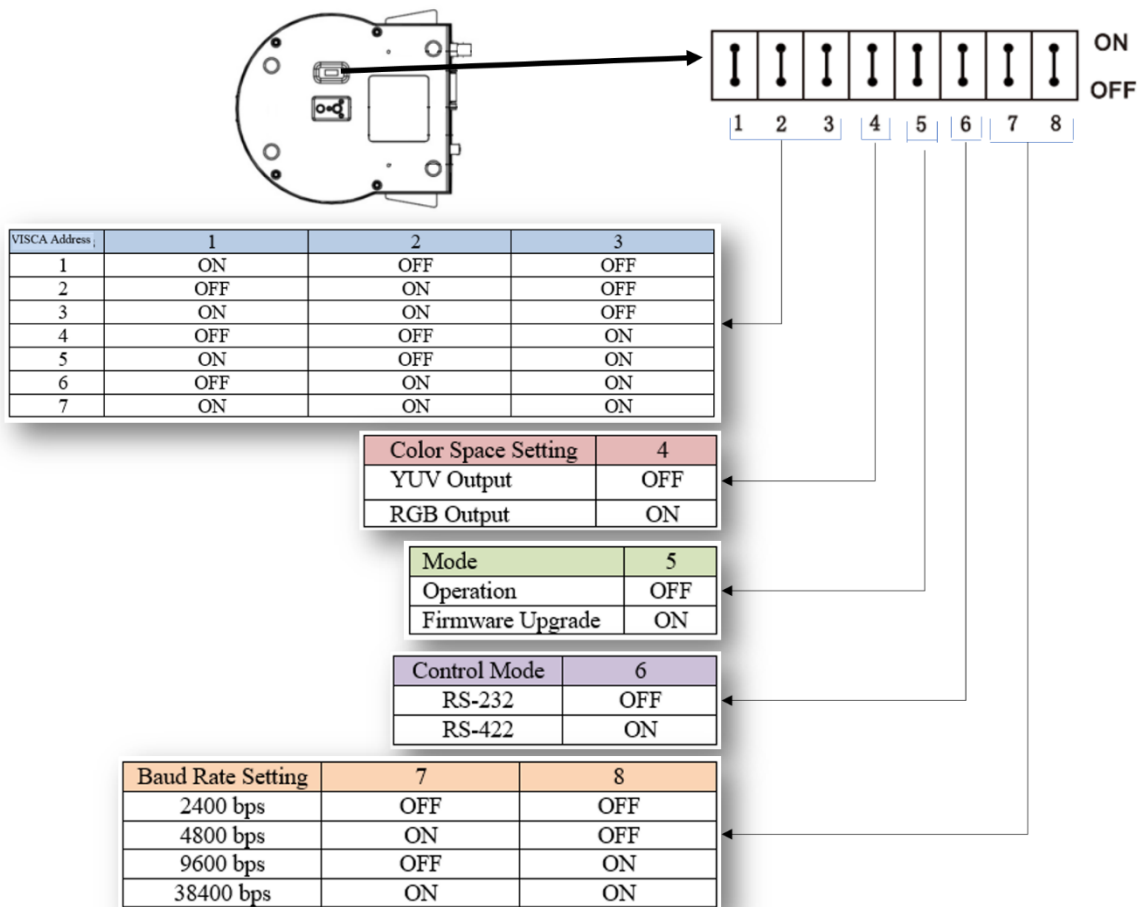 ON
OFF
1 2 3 4 5 6 7 8
VISCA Address 1 2 3
1 ON OFF OFF
2 OFF ON OFF
3 ON ON OFF
4 OFF OFF ON
5 ON OFF ON
6 OFF ON ON
7 ON ON ON
Color Space Setting 4
YUV Output OFF
RGB Output ON
Mode 5
Operation OFF
Firmware Upgrade ON
Control Mode 6
RS-232 OFF
RS-422 ON
Baud Rate Setting 7 8
2400 bps OFF OFF
4800 bps ON OFF
9600 bps OFF ON
38400 bps ON ON